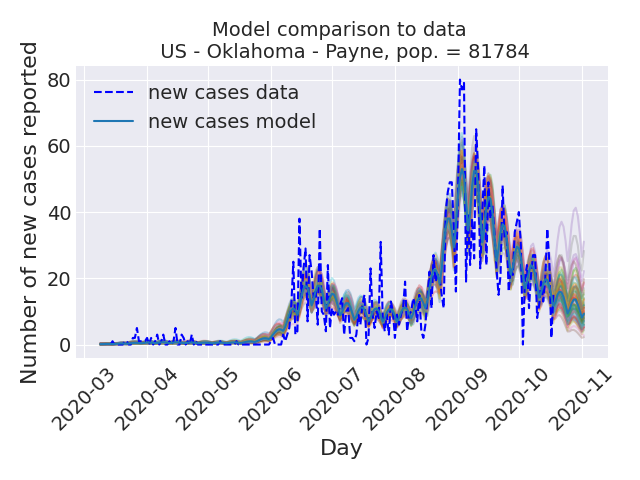 Model comparison to data
US - Oklahoma - Payne, pop. = 81784
Number of new cases reported
80
60
40
20
0
new cases data
new cases model
2020-03
2020-04
2020-05
2020-06
2020-07
2020-08
2020-09
2020-10
2020-11
Day